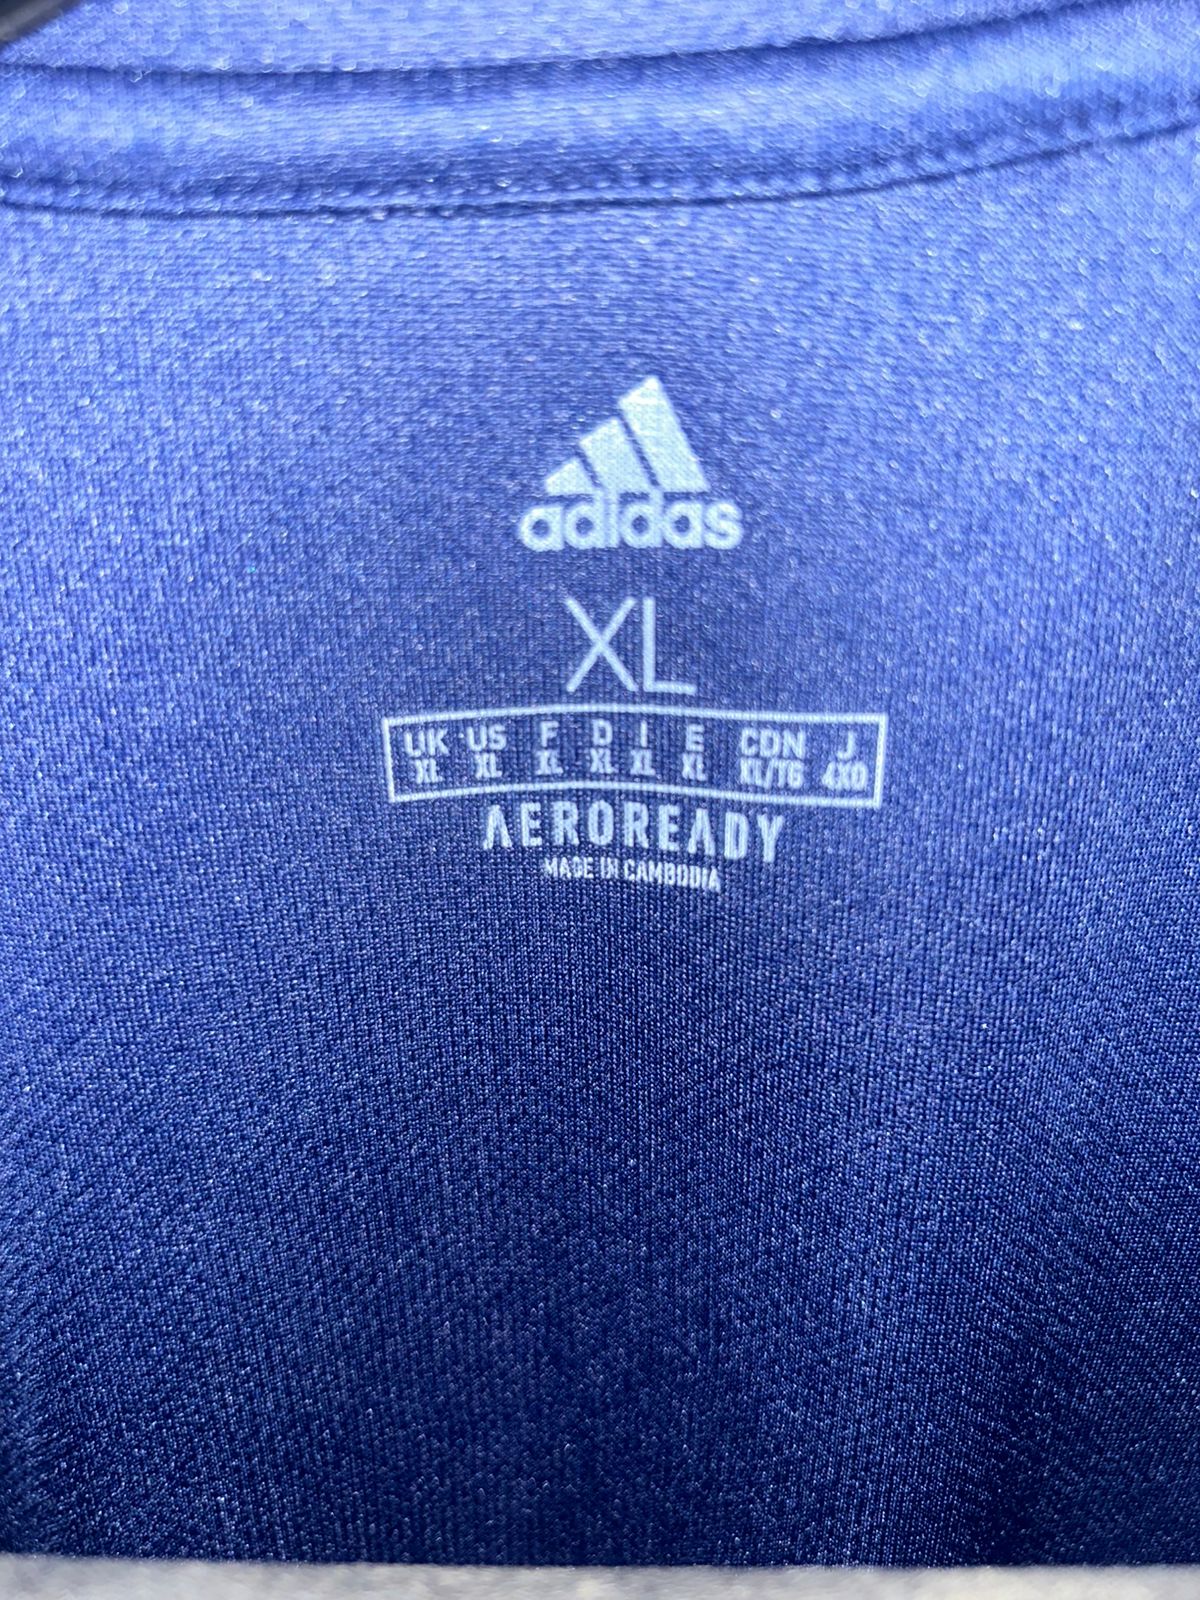 adidas
XL
UK US F D I E CDN J
XL XL XL XL XL XL XL/TG 4XO
AEROREADY
MADE IN CAMBODIA